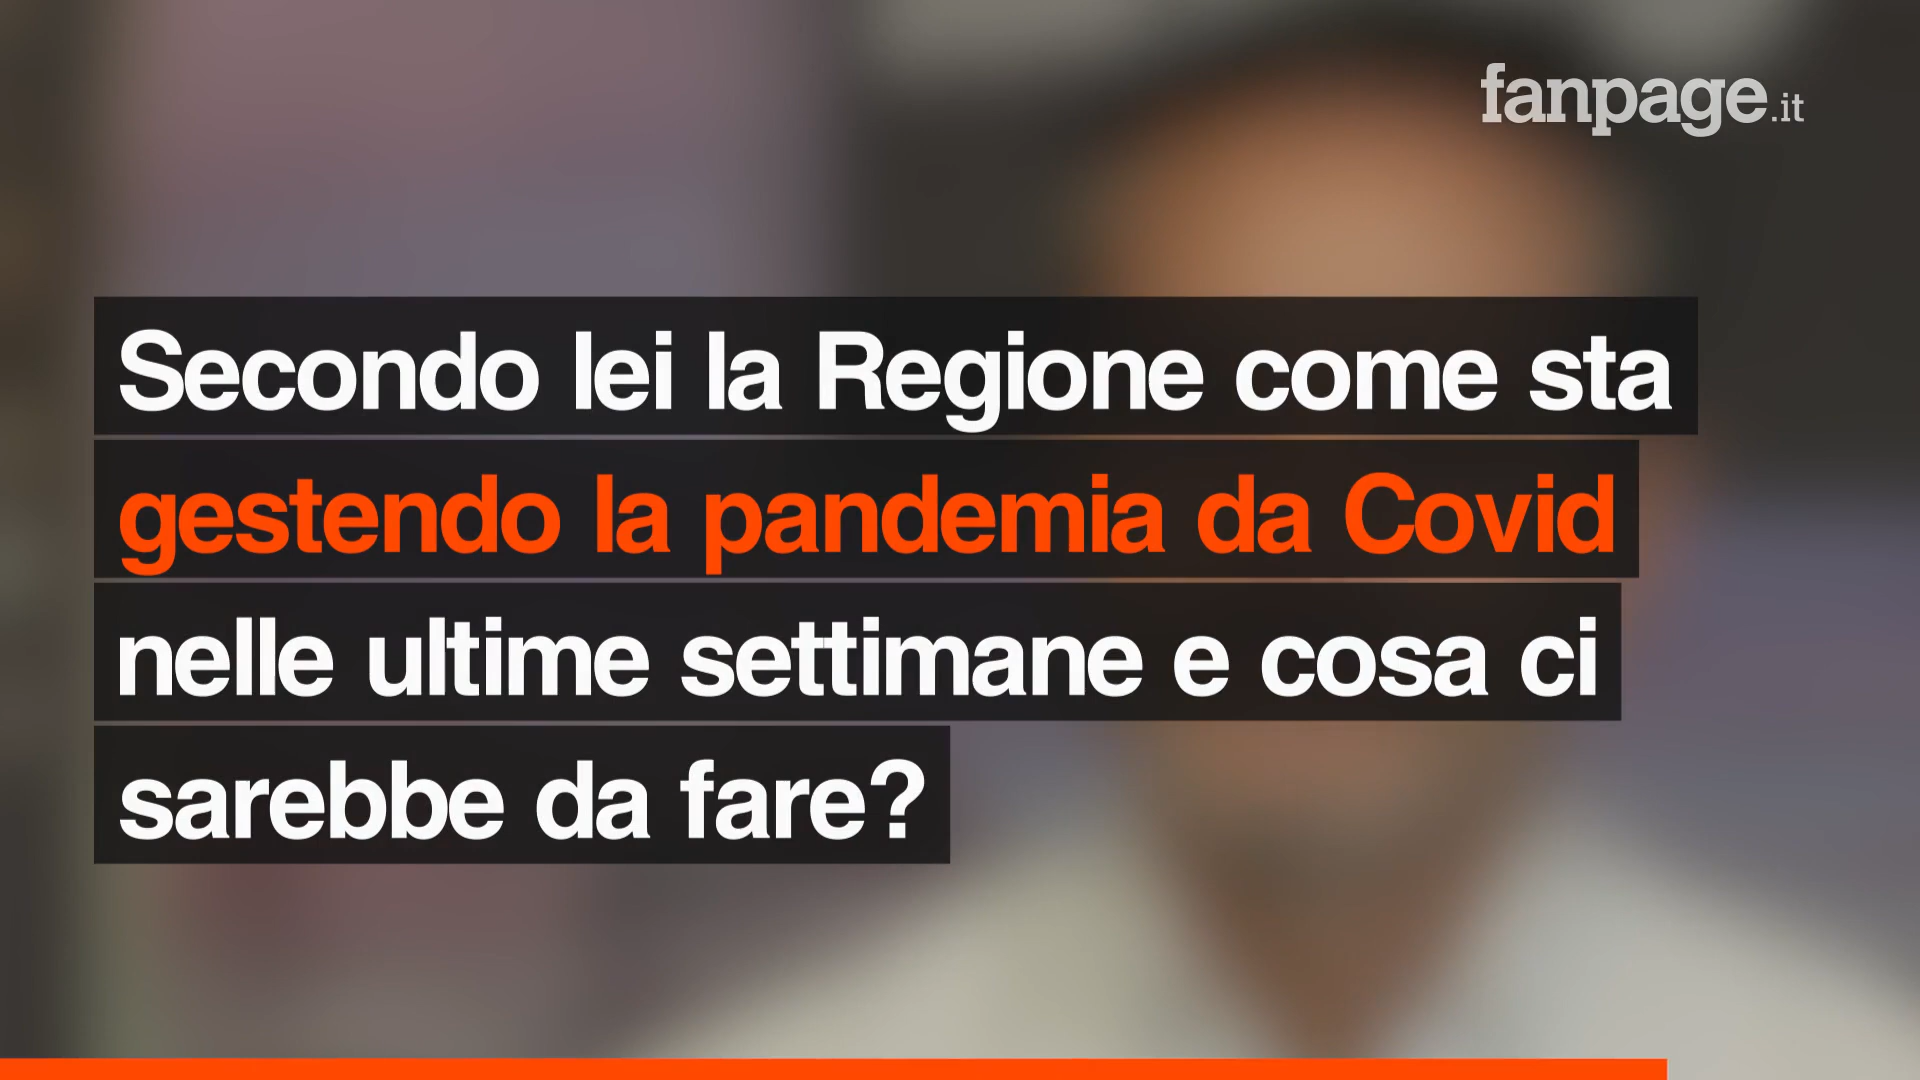 fanpage.it
Secondo lei la Regione come sta
gestendo la pandemia da Covid
nelle ultime settimane e cosa ci
sarebbe da fare?